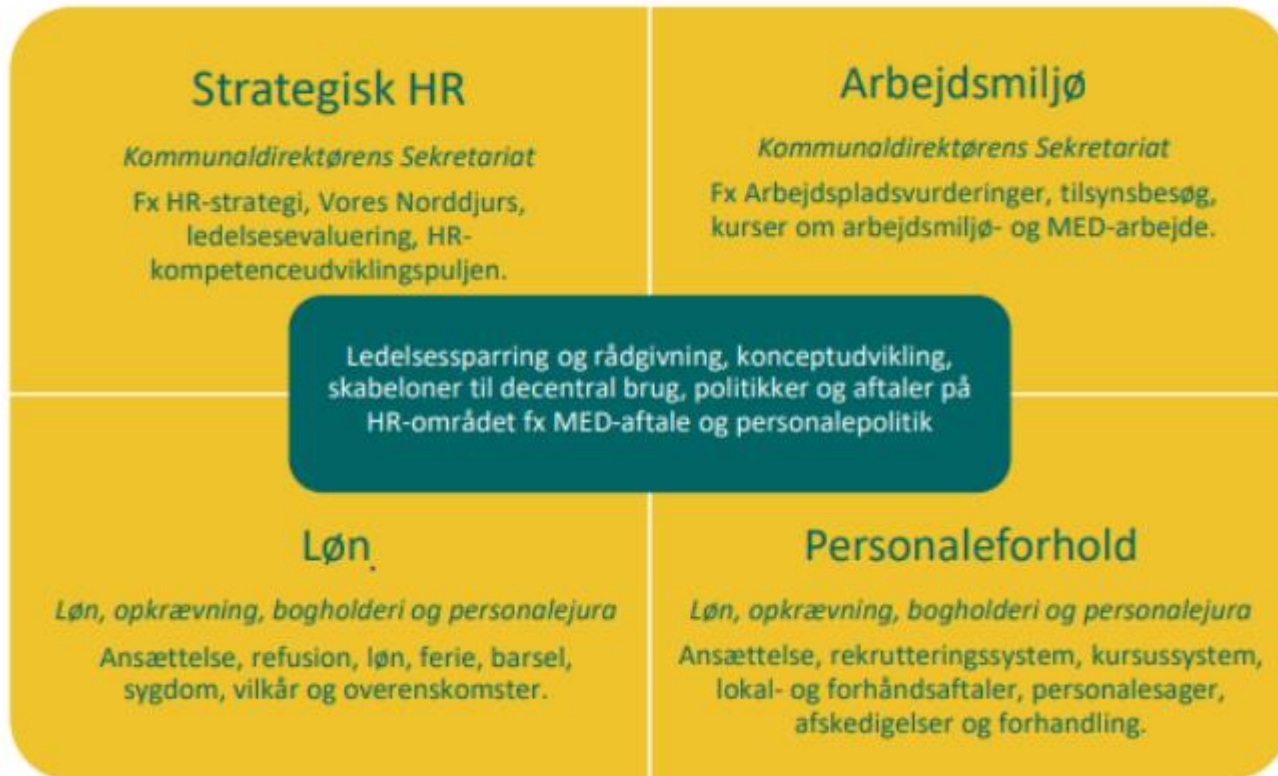 Strategisk HR
Kommunaldirektørens Sekretariat
Fx HR-strategi, Vores Norddjurs,
ledelsesevaluering, HR-
kompetenceudviklingspuljen.
Arbejdsmiljø
Kommunaldirektørens Sekretariat
Fx Arbejdspladsvurderinger, tilsynsbesøg,
kurser om arbejdsmiljø- og MED-arbejde.
Ledelsessparring og rådgivning, konceptudvikling,
skabeloner til decentral brug, politikker og aftaler på
HR-området fx MED-aftale og personalepolitik
Løn
Løn, opkrævning, bogholderi og personalejura
Ansættelse, refusion, løn, ferie, barsel,
sygdom, vilkår og overenskomster.
Personaleforhold
Løn, opkrævning, bogholderi og personalejura
Ansættelse, rekrutteringssystem, kursussystem,
lokal- og forhåndsaftaler, personalesager,
afskedigelser og forhandling.